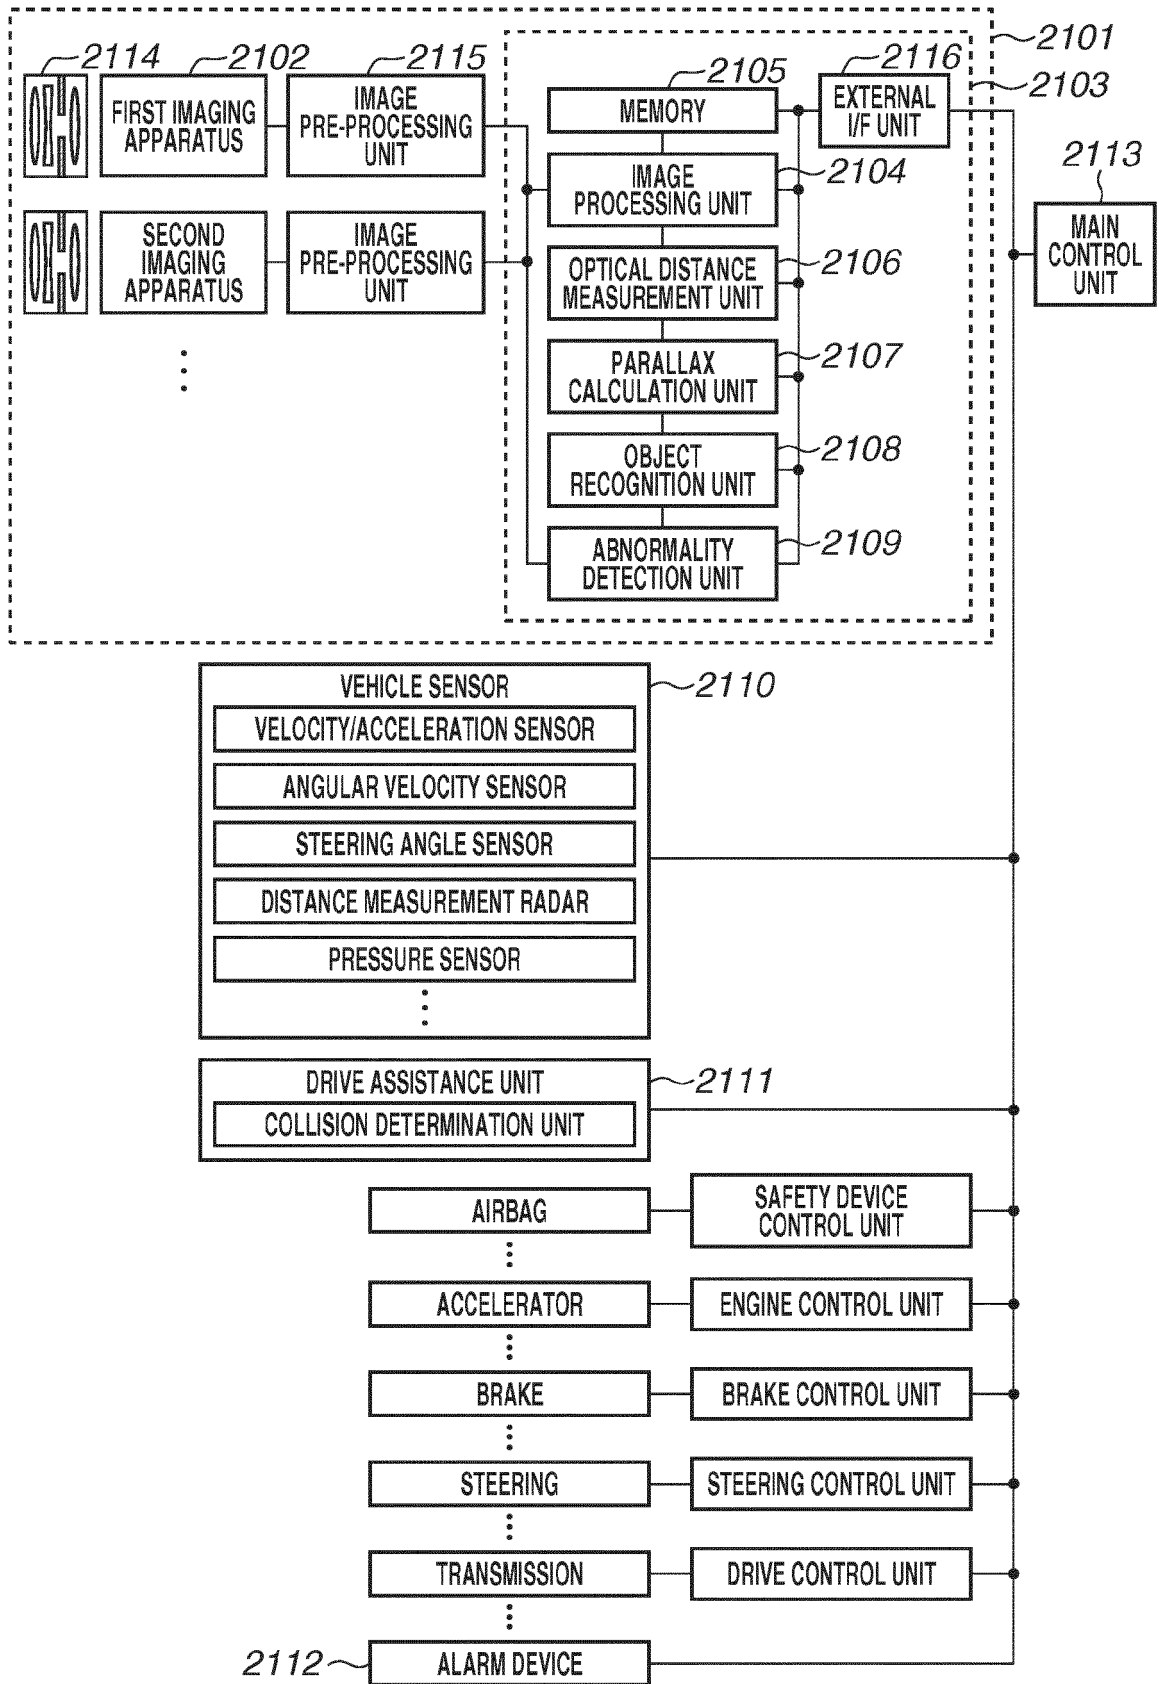 2101
2114
2102
2115
2105
2116
2103
FIRST IMAGING
APPARATUS
IMAGE
PRE-PROCESSING
UNIT
MEMORY
EXTERNAL
I/F UNIT
2113
MAIN
CONTROL
UNIT
IMAGE
PROCESSING UNIT
2104
SECOND
IMAGING
APPARATUS
IMAGE
PRE-PROCESSING
UNIT
OPTICAL DISTANCE
MEASUREMENT UNIT
2106
PARALLAX
CALCULATION UNIT
2107
OBJECT
RECOGNITION UNIT
2108
ABNORMALITY
DETECTION UNIT
2109
VEHICLE SENSOR
2110
VELOCITY/ACCELERATION SENSOR
ANGULAR VELOCITY SENSOR
STEERING ANGLE SENSOR
DISTANCE MEASUREMENT RADAR
PRESSURE SENSOR
DRIVE ASSISTANCE UNIT
2111
COLLISION DETERMINATION UNIT
AIRBAG
SAFETY DEVICE
CONTROL UNIT
ACCELERATOR
ENGINE CONTROL UNIT
BRAKE
BRAKE CONTROL UNIT
STEERING
STEERING CONTROL UNIT
TRANSMISSION
DRIVE CONTROL UNIT
2112
ALARM DEVICE